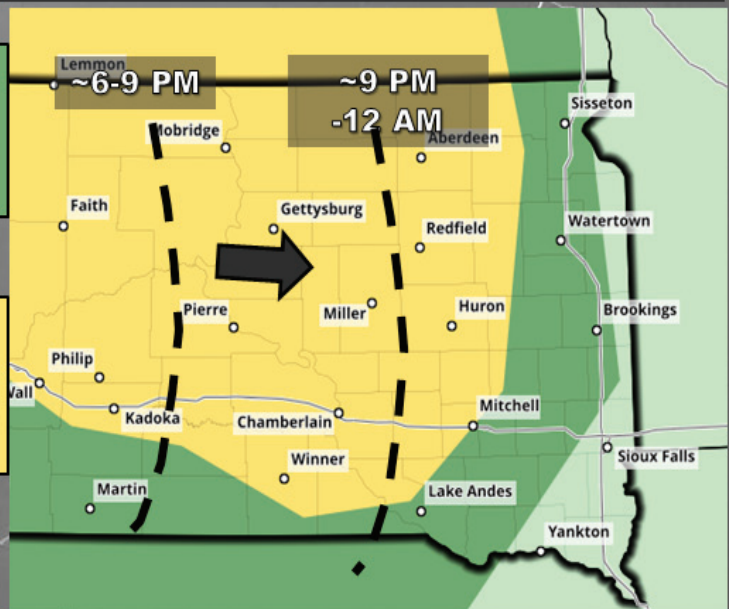 Lemmon
~6-9 PM
~9 PM
-12 AM
Sisseton
Mobridge
Aberdeen
Faith
Gettysburg
Watertown
Redfield
Pierre
Miller
Huron
Brookings
Philip
Wall
Kadoka
Chamberlain
Mitchell
Sioux Falls
Winner
Martin
Lake Andes
Yankton